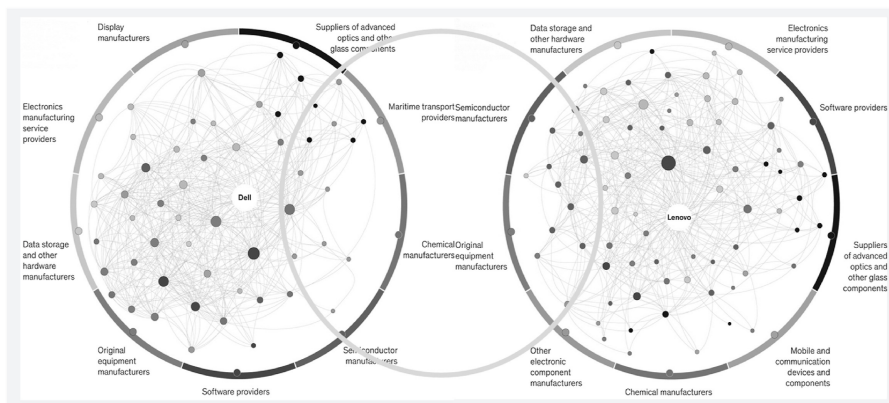 Display
manufacturers
Suppliers of advanced
optics and other
glass components
Electronics
manufacturing
service
providers
Maritime transport
providers
Dell
Data storage
and other
hardware
manufacturers
Chemical
manufacturers
Original
equipment
manufacturers
Semiconductor
manufacturers
Software providers
Data storage and
other hardware
manufacturers
Electronics
manufacturing
service providers
Semiconductor
manufacturers
Software providers
Lenovo
Original
equipment
manufacturers
Suppliers
of advanced
optics and
other glass
components
Other
electronic
component
manufacturers
Mobile and
communication
devices and
components
Chemical manufacturers